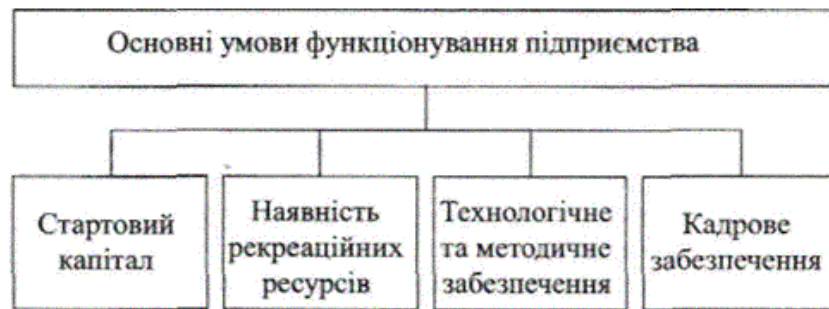 Основні умови функціонування підприємства
Стартовий
капітал
Наявність
рекреаційних
ресурсів
Технологічне
та методичне
забезпечення
Кадрове
забезпечення